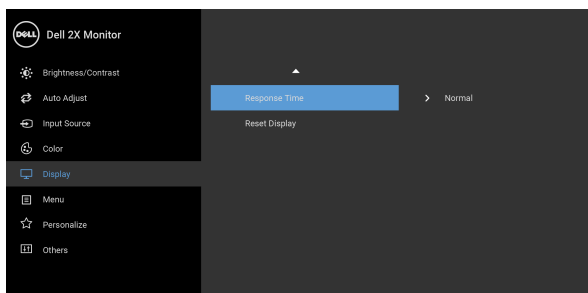 DELL
Dell 2X Monitor
Brightness/Contrast
Auto Adjust
Input Source
Color
Display
Menu
Personalize
Others
Response Time
Normal
Reset Display